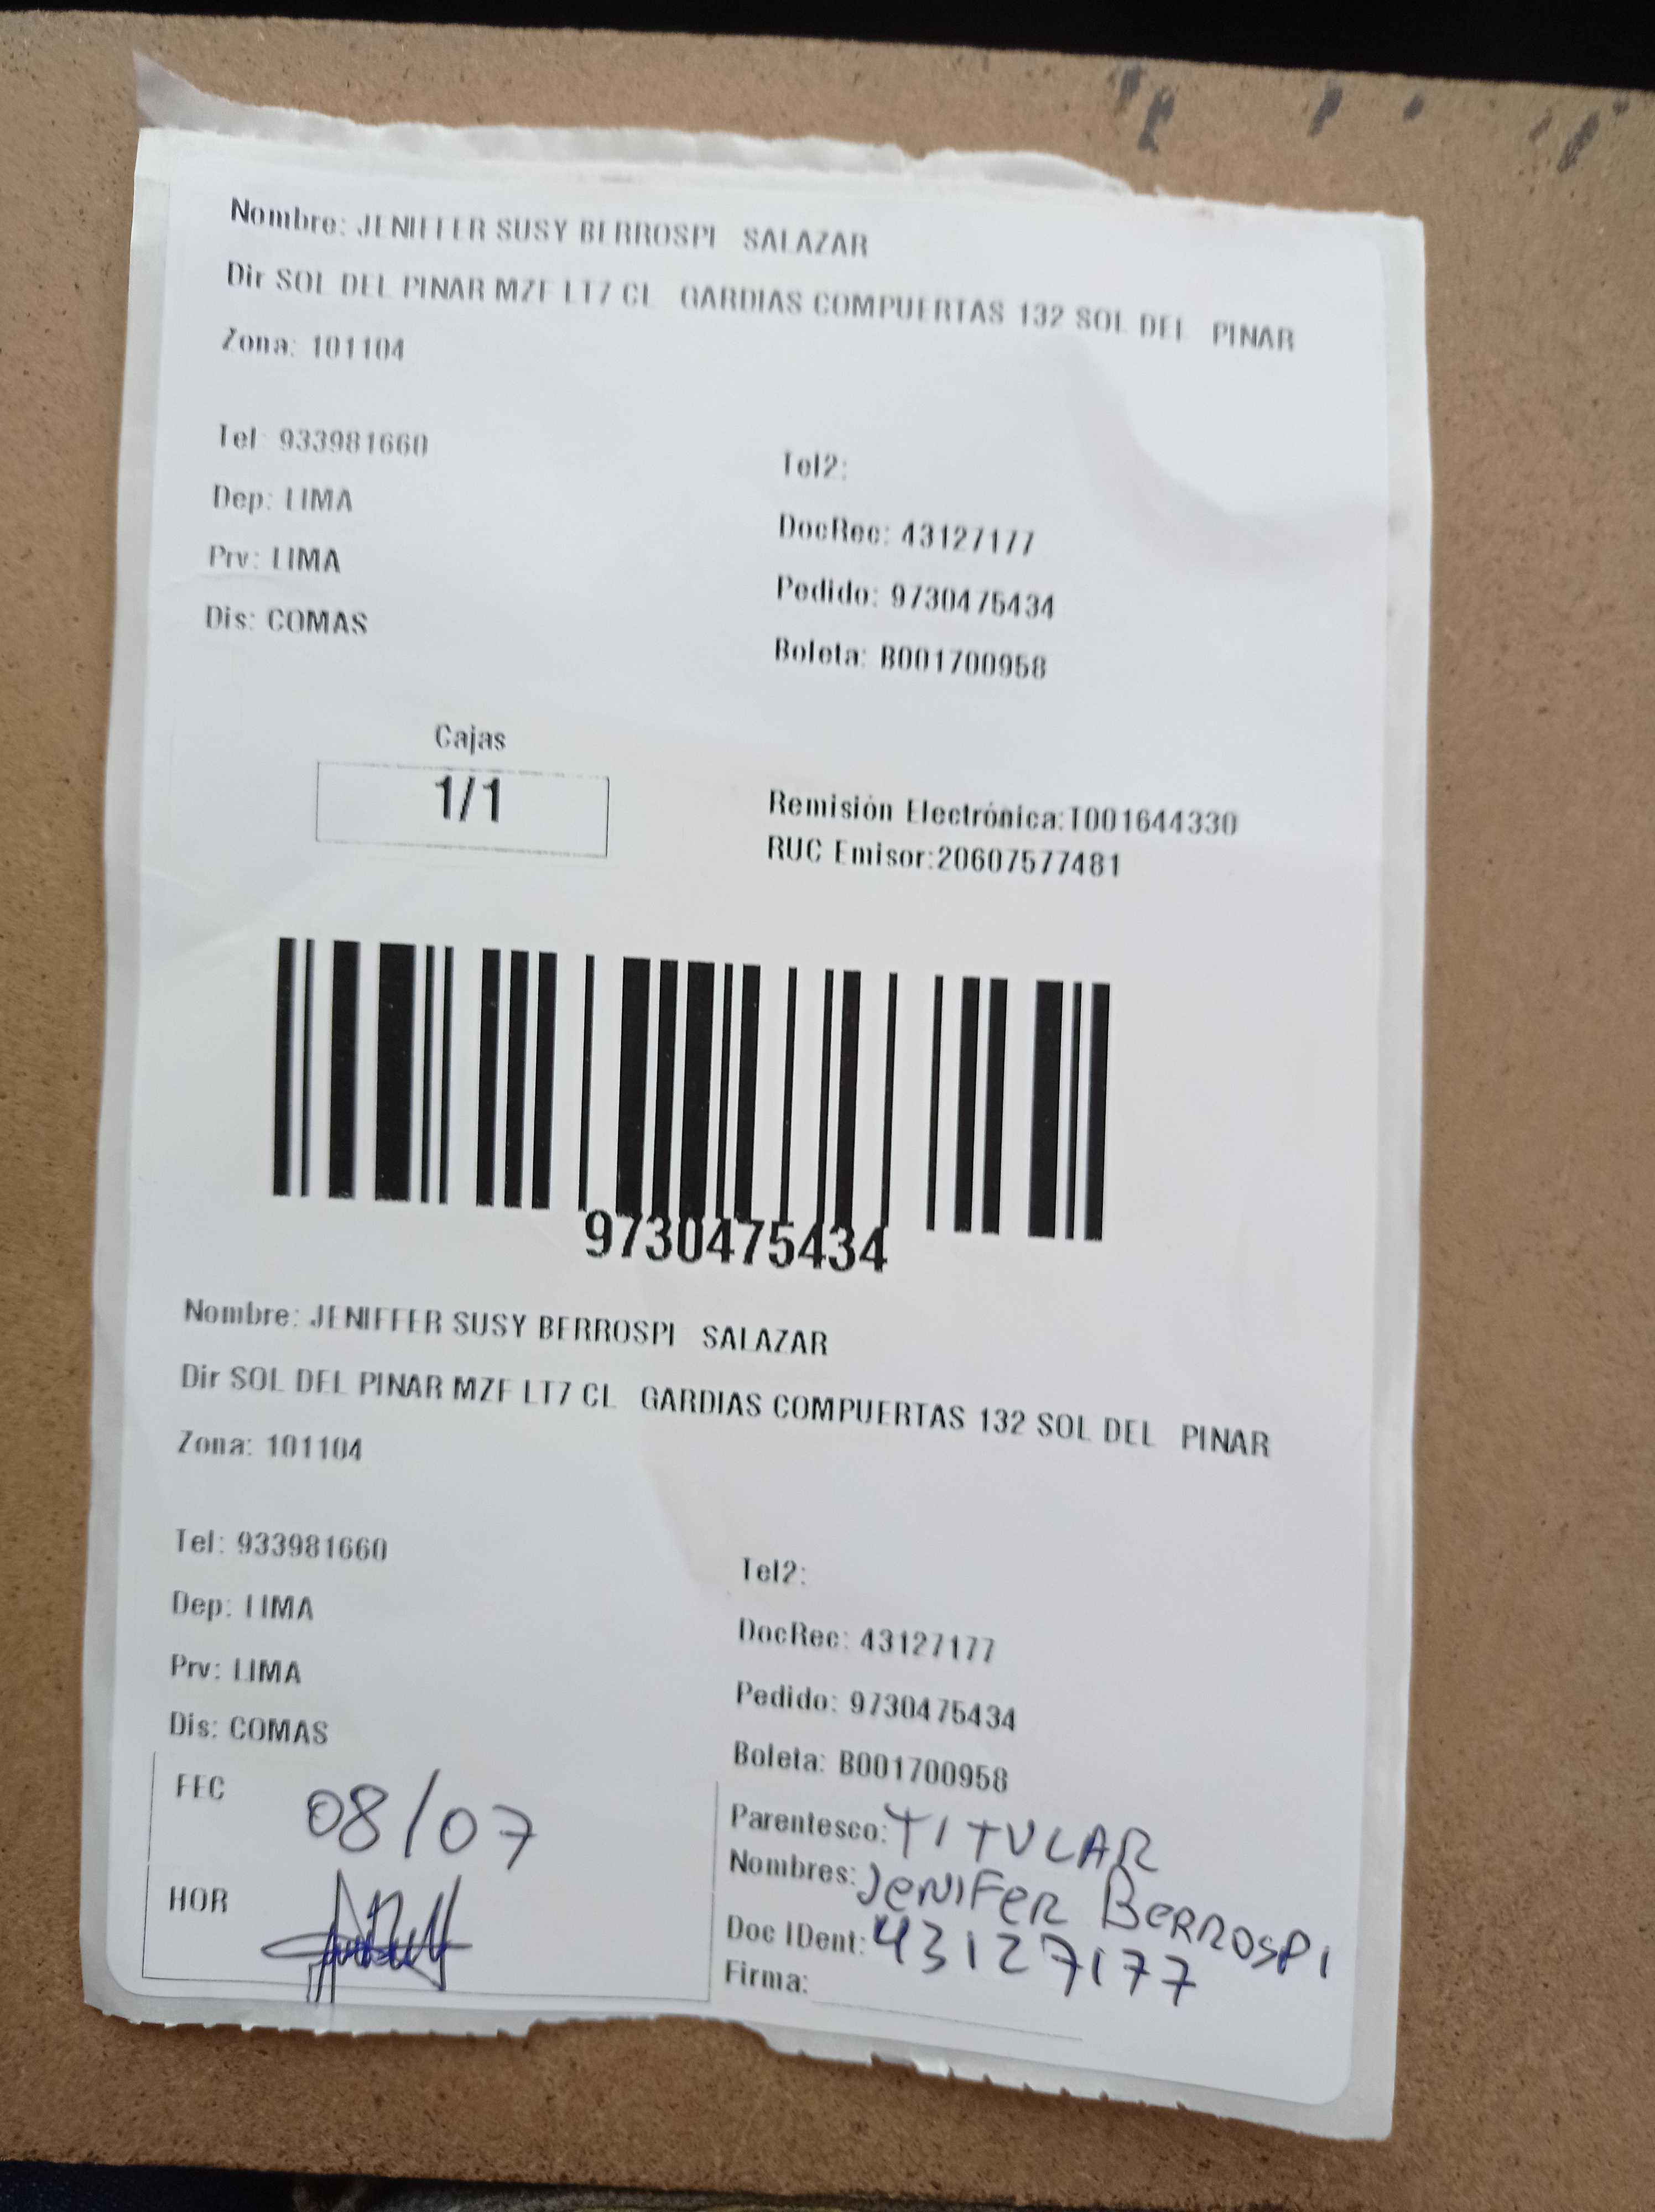 Nombre: JENIFFER SUSY BERROSPI SALAZAR
Dir SOL DEL PINAR MZF LT7 CL GARDIAS COMPUERTAS 132 SOL DEL PINAR
Zona: 101104
Tel: 933981660
Tel2:
Dep: LIMA
DocRec: 43127177
Prv: LIMA
Pedido: 9730475434
Dis: COMAS
Boleta: B001700958
Cajas
1/1
Remisión Electrónica:T001644330
RUC Emisor:20607577481
9730475434
Nombre: JENIFFER SUSY BERROSPI SALAZAR
Dir SOL DEL PINAR MZF LT7 CL GARDIAS COMPUERTAS 132 SOL DEL PINAR
Zona: 101104
Tel: 933981660
Tel2:
Dep: LIMA
DocRec: 43127177
Prv: LIMA
Pedido: 9730475434
Dis: COMAS
Boleta: B001700958
FEC 08/07
Parentesco: TITULAR
Nombres: JENIFER BERROSPI
HOR
Doc IDent: 43127177
Firma: